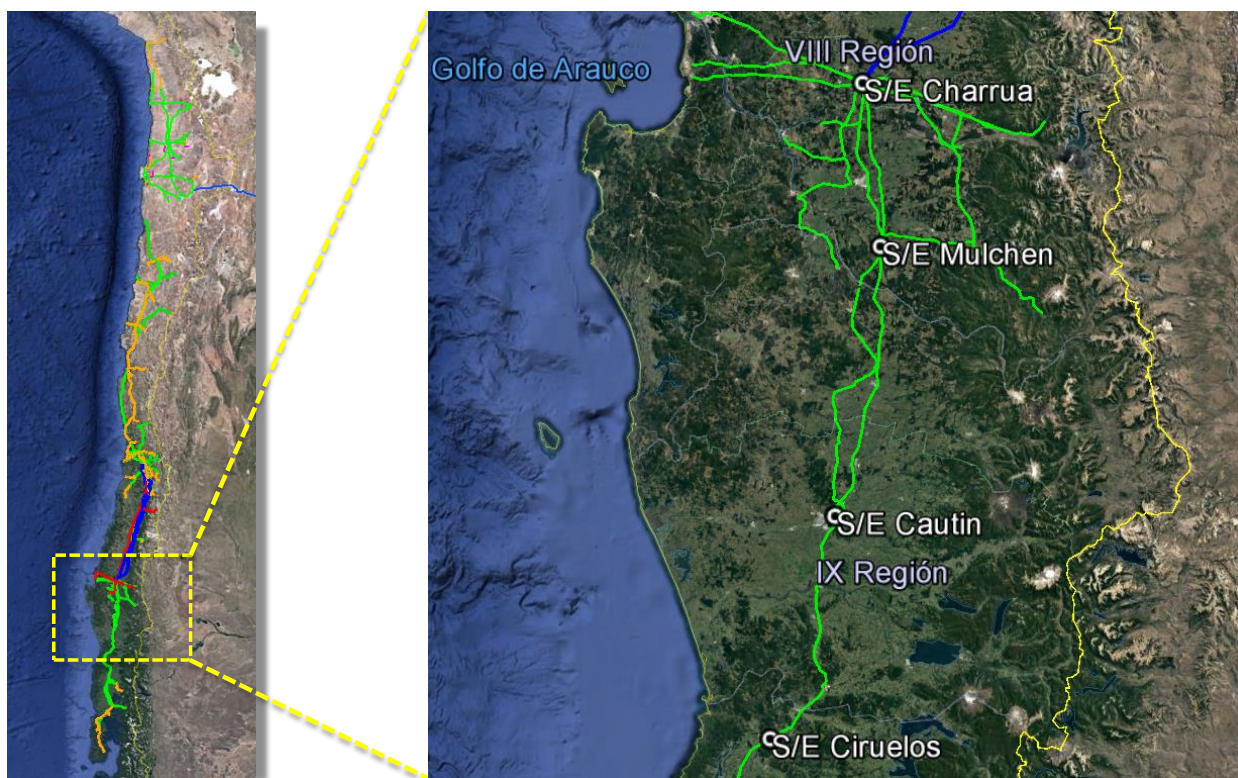 VIII Región
Golfo de Arauco
S/E Charrua
S/E Mulchen
S/E Cautin
IX Región
S/E Ciruelos